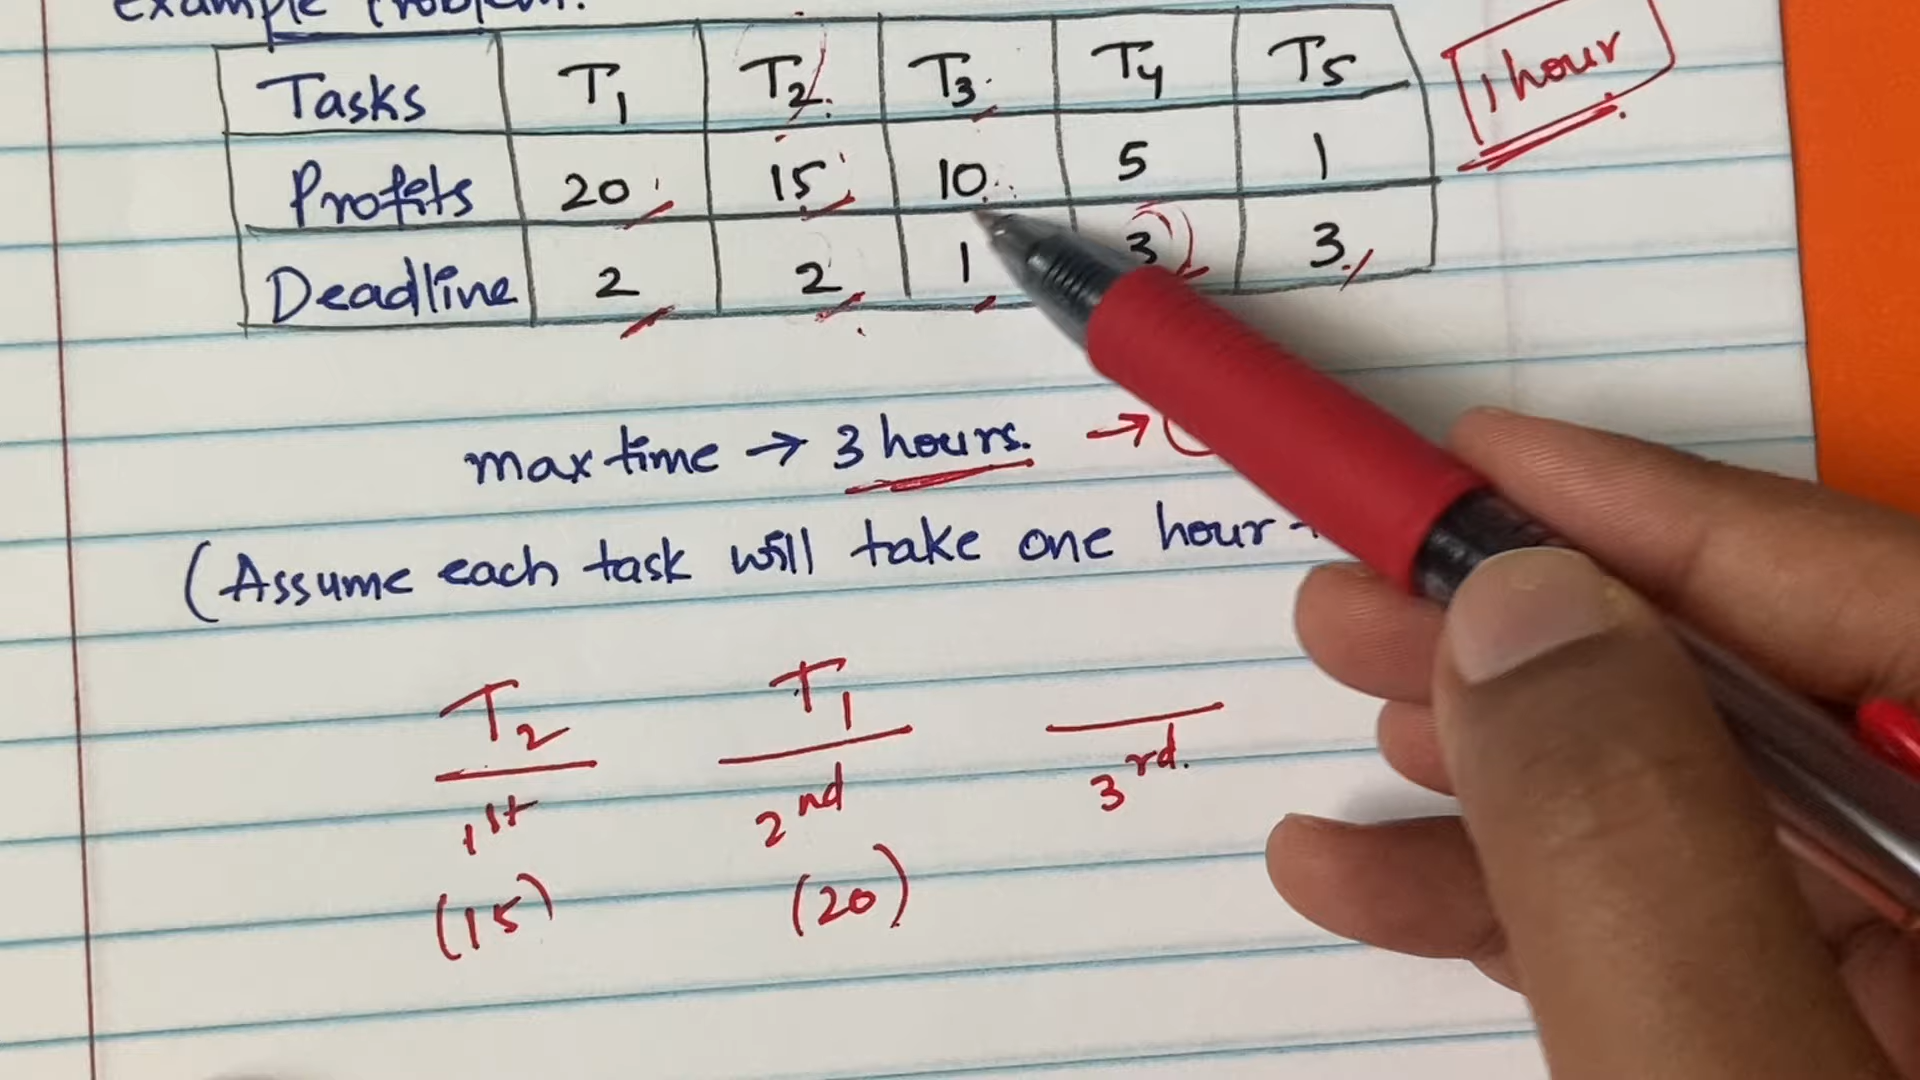 example Problem:
Tasks T1 T2 T3 T4 T5
1 hour
Profits 20 15 10 5 1
Deadline 2 2 1 3 3
max time → 3 hours. →
(Assume each task will take one hour
T2 T1
1st 2nd 3rd.
(15) (20)